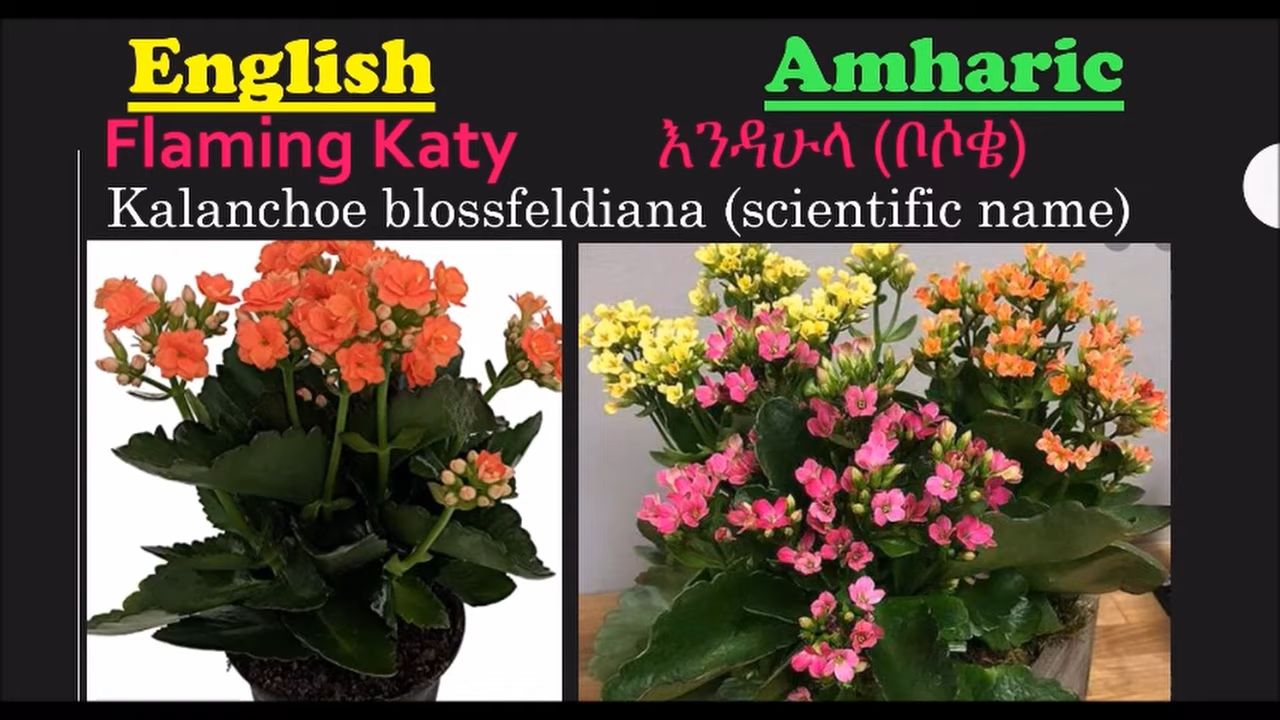 English Amharic
Flaming Katy እንዳሁላ (ቦሶቄ)
Kalanchoe blossfeldiana (scientific name)